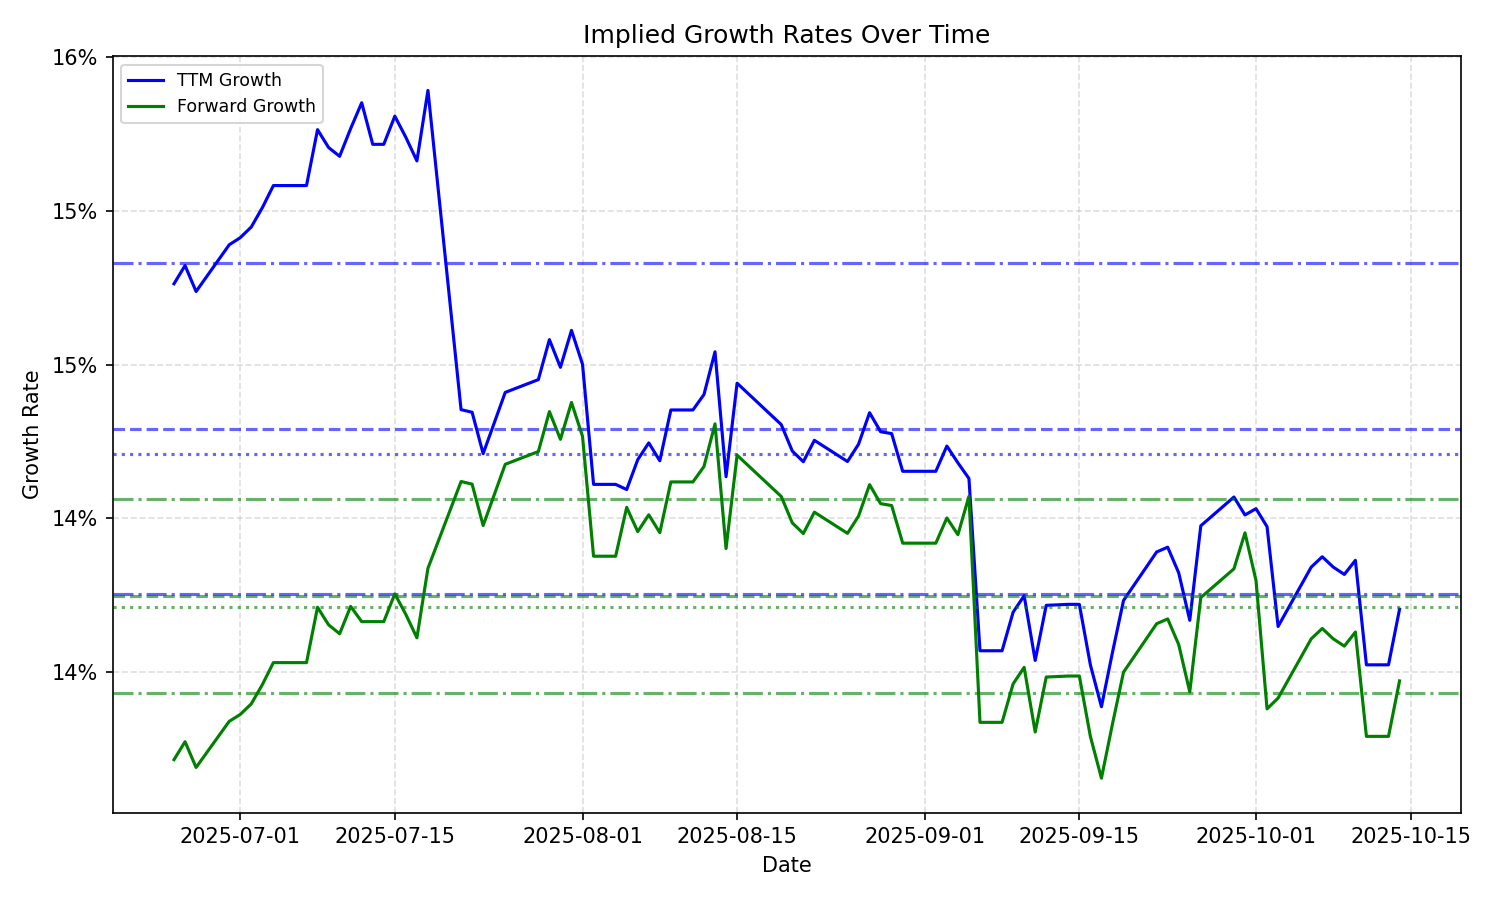 Implied Growth Rates Over Time
TTM Growth
Forward Growth
16%
15%
15%
14%
14%
Growth Rate
2025-07-01
2025-07-15
2025-08-01
2025-08-15
2025-09-01
2025-09-15
2025-10-01
2025-10-15
Date